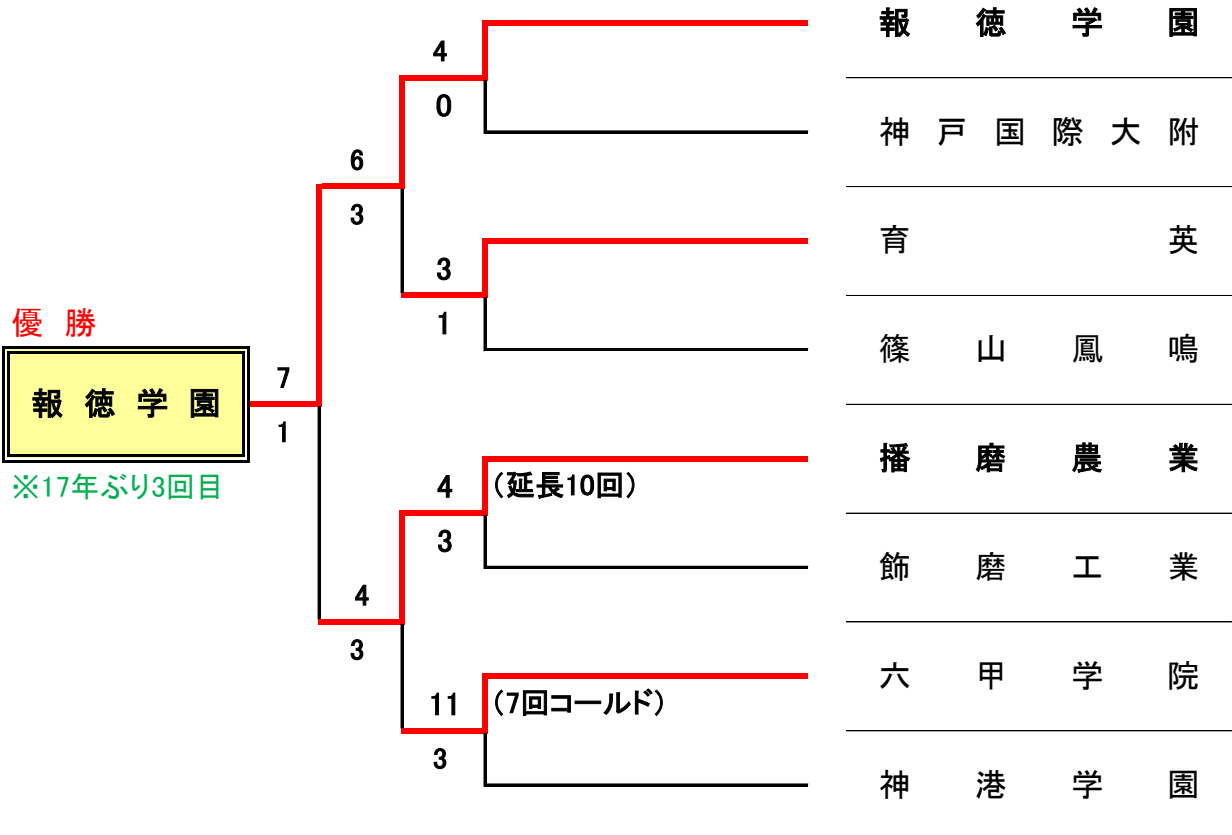 報徳学園
4
0
神戸国際大附
6
3
育英
3
1
篠山鳳鳴
優勝
報徳学園
7
1
※17年ぶり3回目
播磨農業
4 (延長10回)
3
飾磨工業
4
3
六甲学院
11 (7回コールド)
3
神港学園